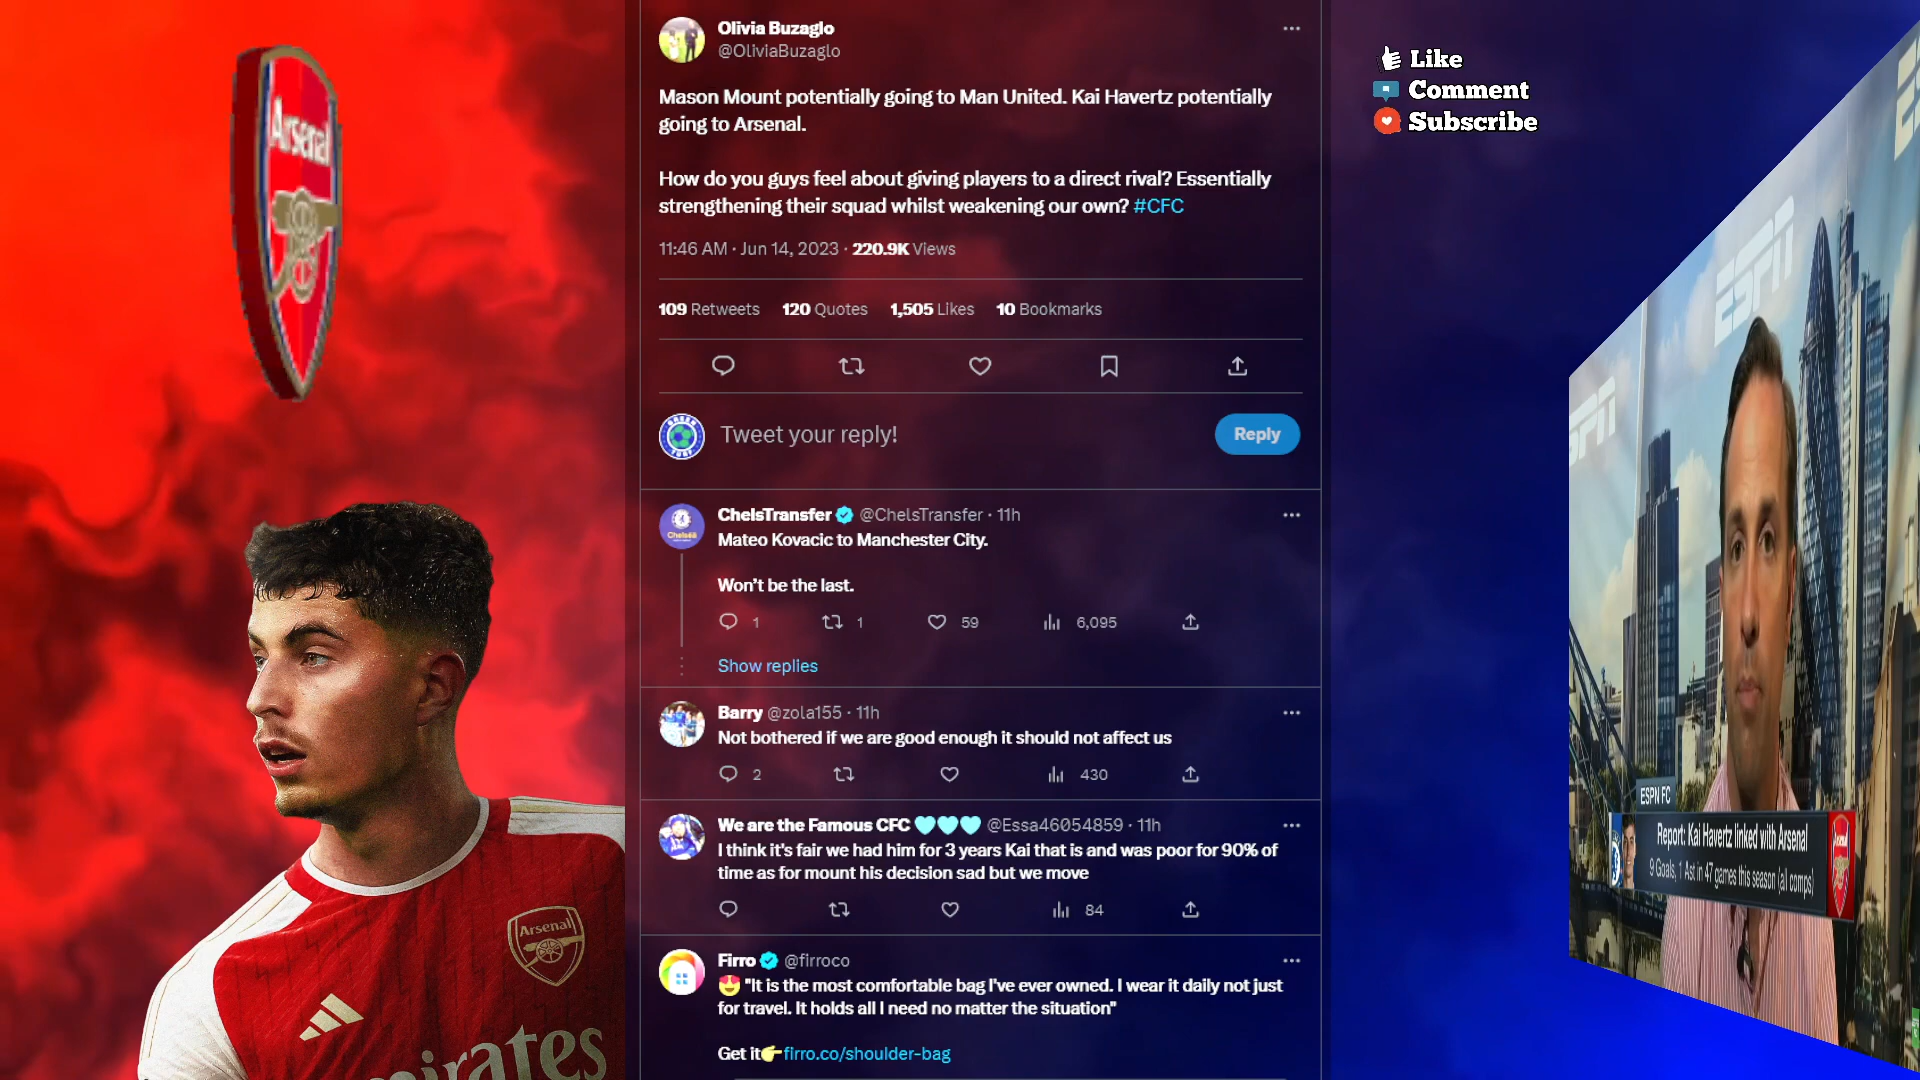 Arsenal
Olivia Buzaglo
@OliviaBuzaglo
Mason Mount potentially going to Man United. Kai Havertz potentially
going to Arsenal.
How do you guys feel about giving players to a direct rival? Essentially
strengthening their squad whilst weakening our own? #CFC
11:46 AM · Jun 14, 2023 · 220.9K Views
109 Retweets 120 Quotes 1,505 Likes 10 Bookmarks
Tweet your reply!
Reply
ChelsTransfer @ChelsTransfer · 11h
Mateo Kovacic to Manchester City.
Won't be the last.
1 1 59 6,095
Show replies
Barry @zola155 · 11h
Not bothered if we are good enough it should not affect us
2 430
We are the Famous CFC 🩵🩵🩵 @Essa46054859 · 11h
I think it's fair we had him for 3 years Kai that is and was poor for 90% of
time as for mount his decision sad but we move
84
Firro @firroco
😍 "It is the most comfortable bag I've ever owned. I wear it daily not just
for travel. It holds all I need no matter the situation"
Get it👉firro.co/shoulder-bag
Like
Comment
Subscribe
ESPN
ESPN FC
Report: Kai Havertz linked with Arsenal
9 Goals, 1 Ast in 47 games this season (all comps)
Arsenal